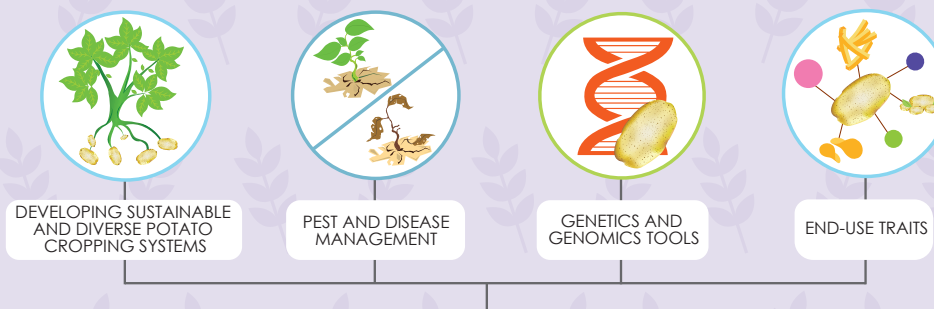 DEVELOPING SUSTAINABLE
AND DIVERSE POTATO
CROPPING SYSTEMS
PEST AND DISEASE
MANAGEMENT
GENETICS AND
GENOMICS TOOLS
END-USE TRAITS